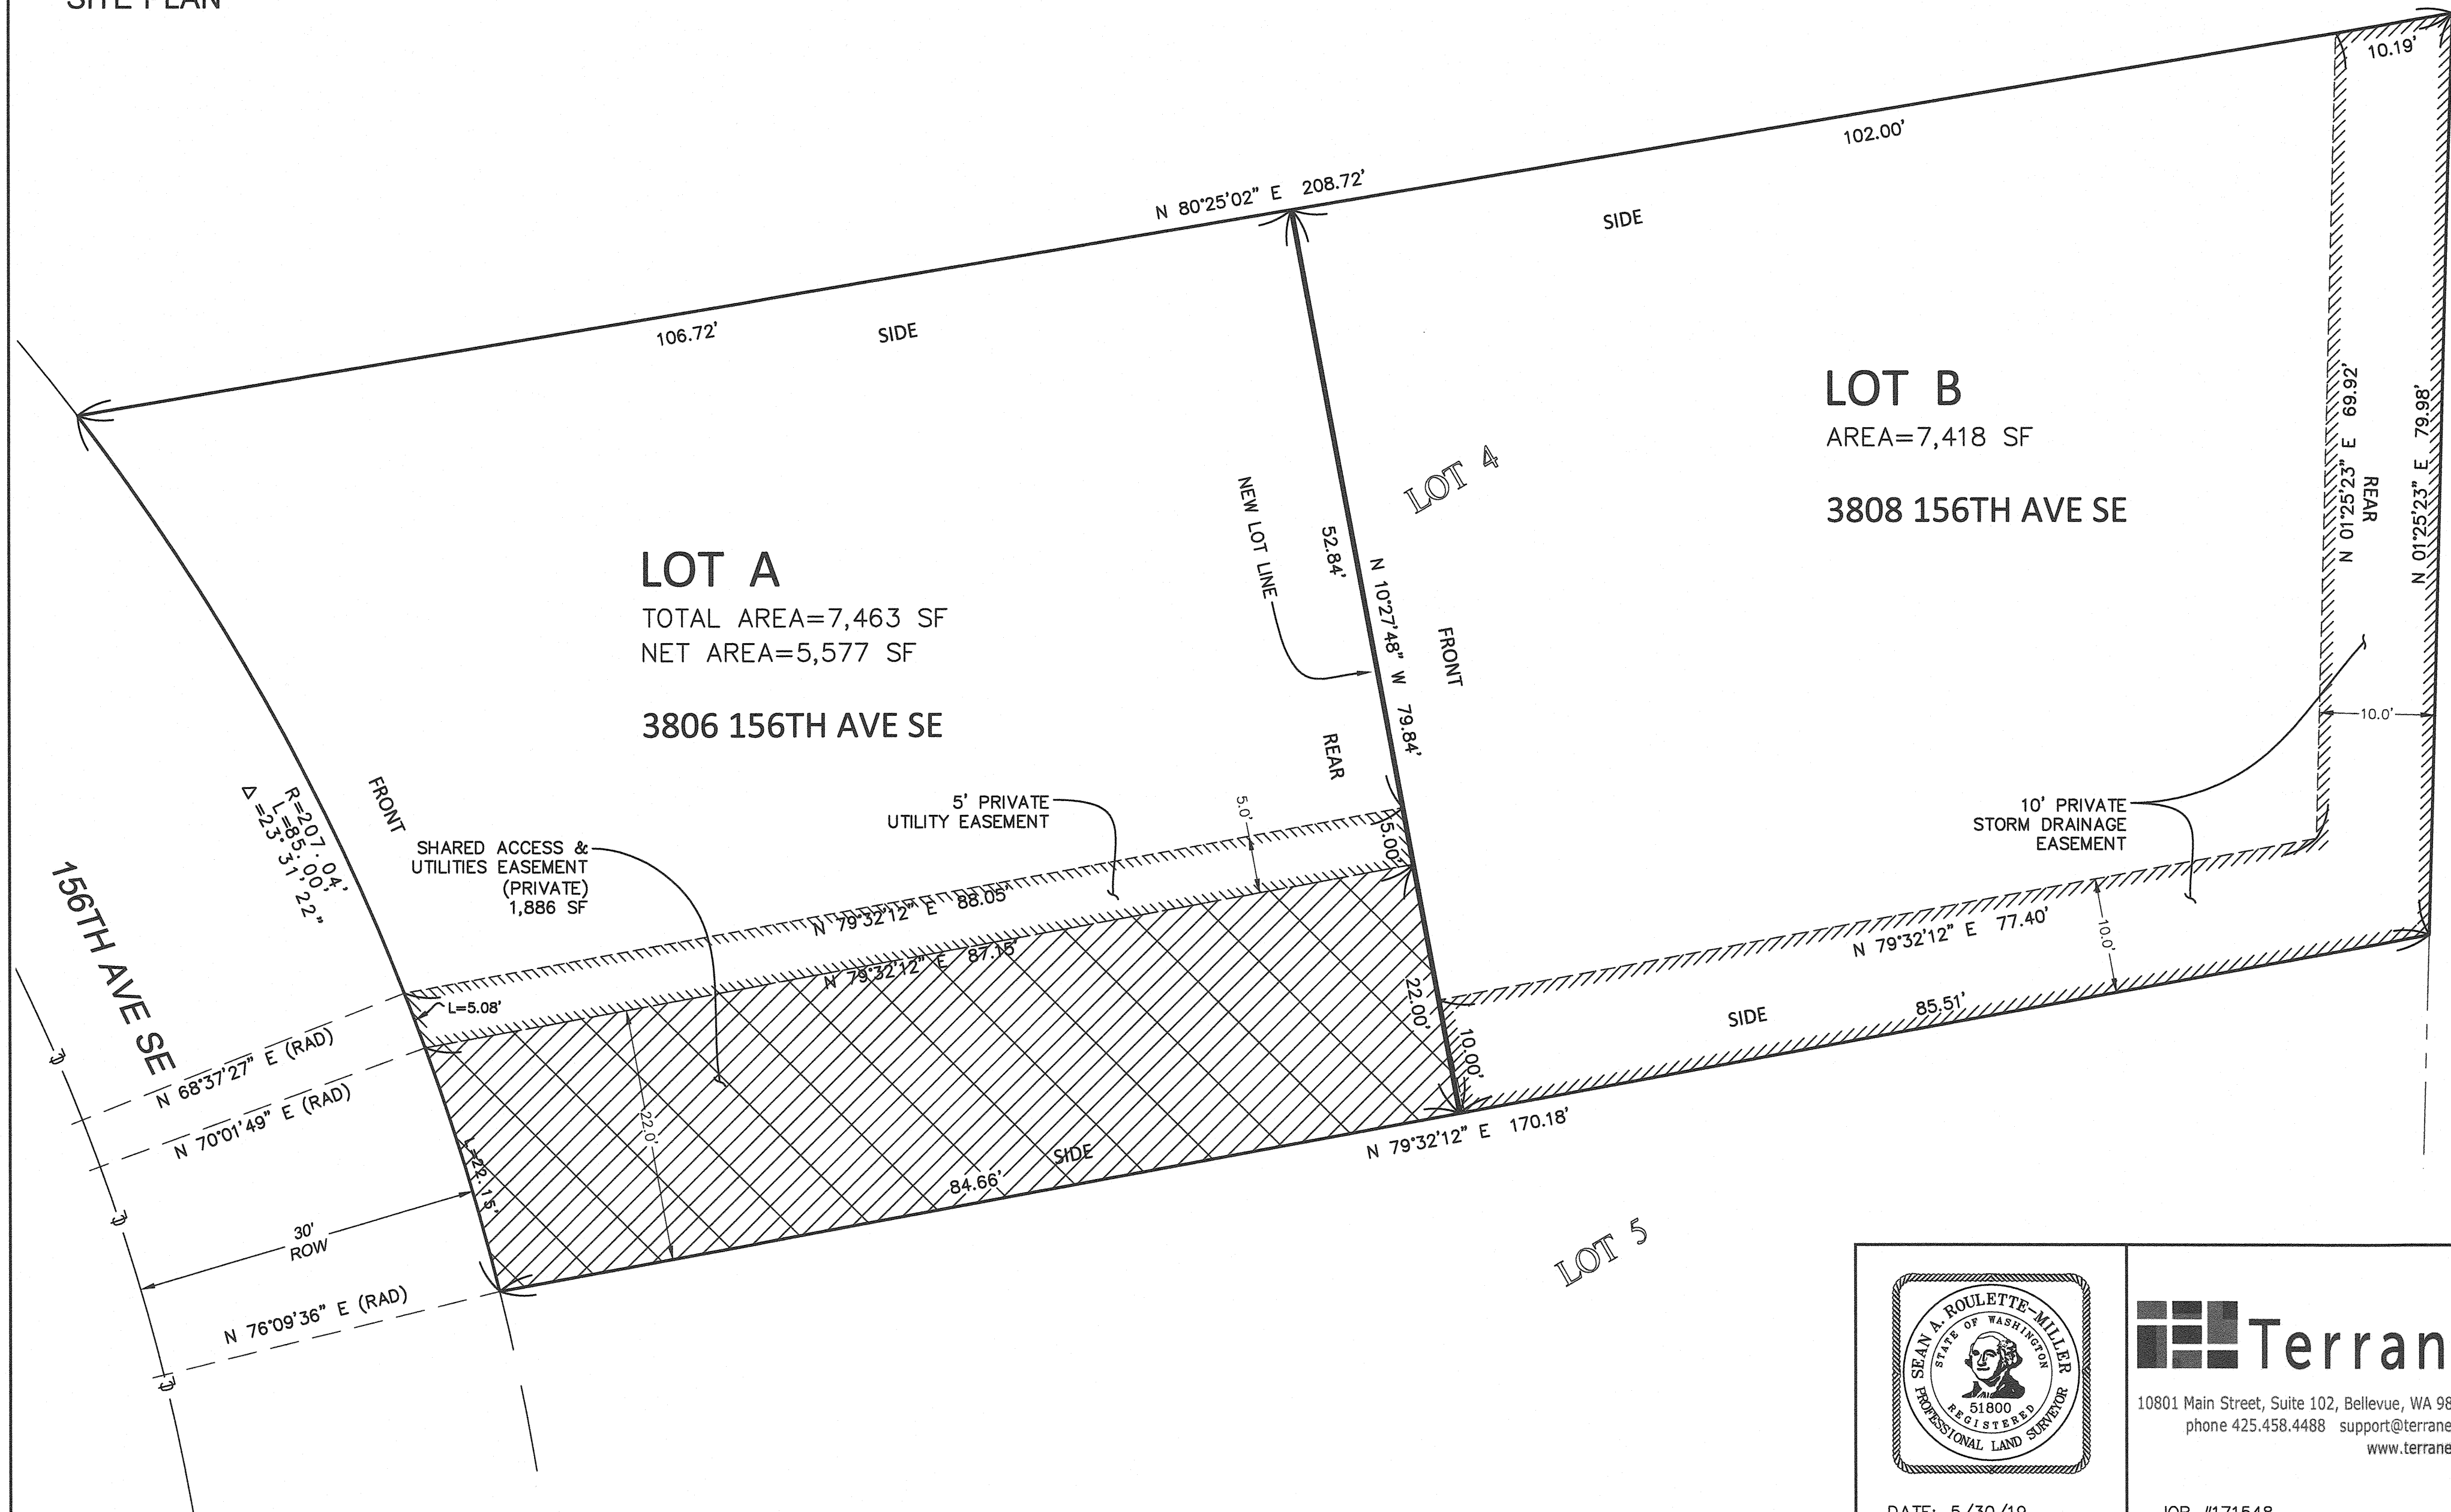 SITE PLAN
10.19'
102.00'
N 80°25'02" E 208.72'
SIDE
106.72'
SIDE
LOT B
AREA=7,418 SF
3808 156TH AVE SE
N 01°25'23" E 69.92'
REAR
N 01°25'23" E 79.98'
LOT 4
NEW LOT LINE
52.84'
N 10°27'48" W 79.84'
FRONT
REAR
LOT A
TOTAL AREA=7,463 SF
NET AREA=5,577 SF
3806 156TH AVE SE
10.0'
R=207.04'
L=85.00'
Δ=23°31'22"
FRONT
5' PRIVATE
UTILITY EASEMENT
5.0'
5.00'
10' PRIVATE
STORM DRAINAGE
EASEMENT
SHARED ACCESS &
UTILITIES EASEMENT
(PRIVATE)
1,886 SF
156TH AVE SE
N 79°32'12" E 88.05'
N 79°32'12" E 87.15'
N 79°32'12" E 77.40'
10.0'
L=5.08'
22.00'
10.00'
SIDE
85.51'
N 68°37'27" E (RAD)
N 70°01'49" E (RAD)
22.0'
L=22.15'
SIDE
84.66'
N 79°32'12" E 170.18'
30'
ROW
N 76°09'36" E (RAD)
LOT 5
SEAN A. ROULETTE-MILLER
STATE OF WASHINGTON
51800
REGISTERED
PROFESSIONAL LAND SURVEYOR
Terran
10801 Main Street, Suite 102, Bellevue, WA 98
phone 425.458.4488 support@terrane
www.terrane
DATE: 5/30/19
JOB #171548